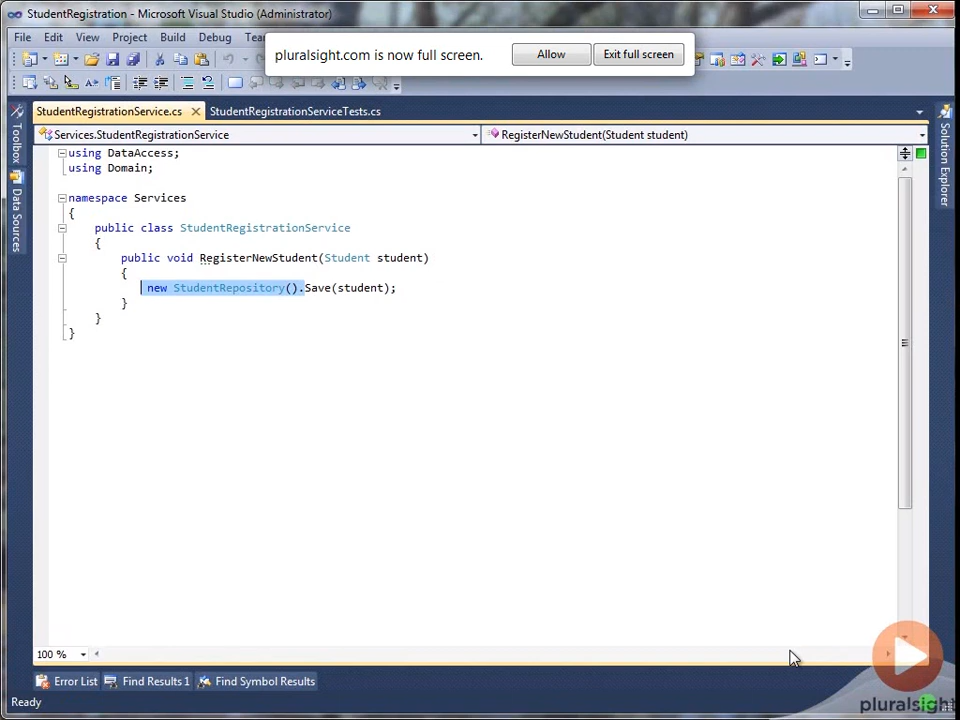 StudentRegistration - Microsoft Visual Studio (Administrator)
File Edit View Project Build Debug Tea
pluralsight.com is now full screen. Allow Exit full screen
StudentRegistrationService.cs StudentRegistrationServiceTests.cs
Services.StudentRegistrationService RegisterNewStudent(Student student)
Toolbox
Data Sources
Solution Explorer
using DataAccess;
using Domain;
namespace Services
{
public class StudentRegistrationService
{
public void RegisterNewStudent(Student student)
{
new StudentRepository().Save(student);
}
}
}
100 %
Error List Find Results 1 Find Symbol Results
Ready
pluralsight